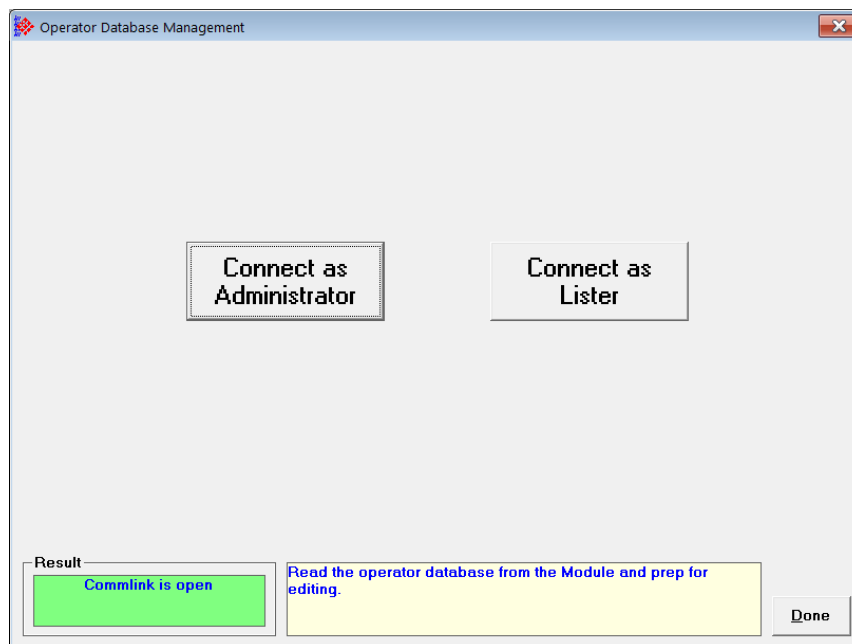 Operator Database Management
Connect as
Administrator
Connect as
Lister
Result
Commlink is open
Read the operator database from the Module and prep for
editing.
Done